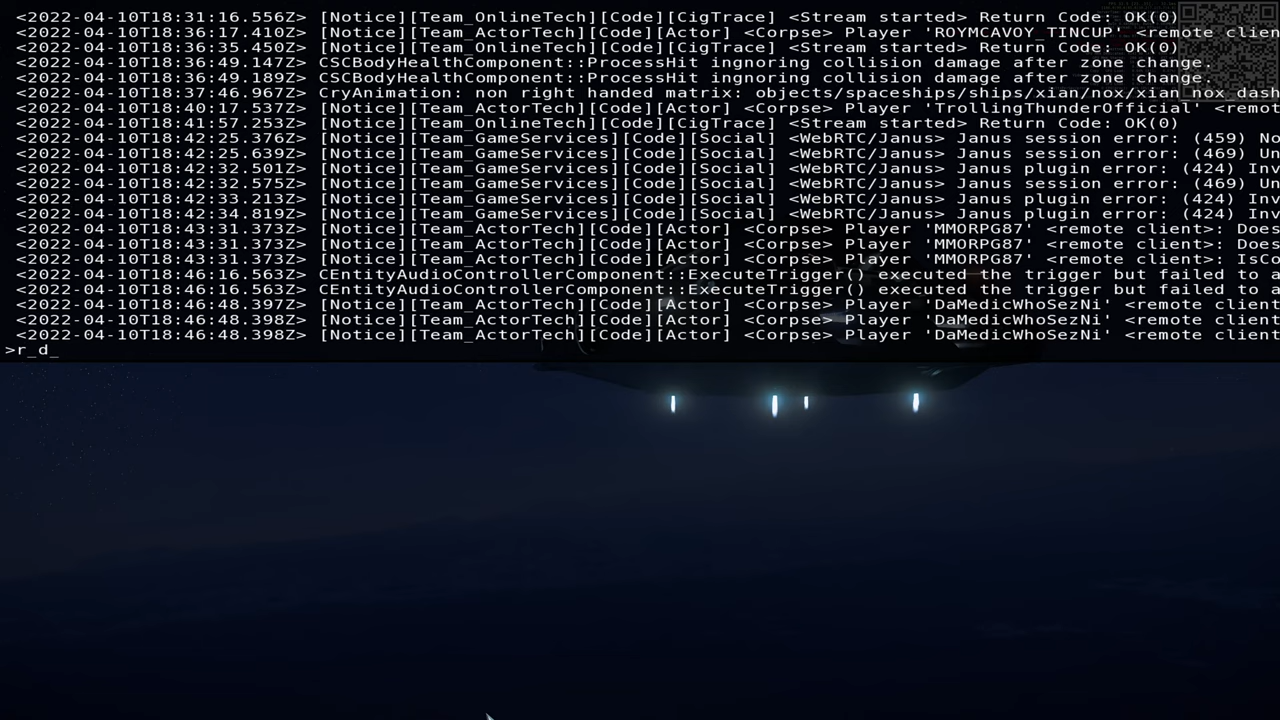 <2022-04-10T18:31:16.556Z> [Notice][Team_OnlineTech][Code][CigTrace] <Stream started> Return Code: OK(0)
<2022-04-10T18:36:17.410Z> [Notice][Team_ActorTech][Code][Actor] <Corpse> Player 'ROYMCAVOY_TINCUP' <remote clien
<2022-04-10T18:36:35.450Z> [Notice][Team_OnlineTech][Code][CigTrace] <Stream started> Return Code: OK(0)
<2022-04-10T18:36:49.147Z> CSCBodyHealthComponent::ProcessHit ingnoring collision damage after zone change.
<2022-04-10T18:36:49.189Z> CSCBodyHealthComponent::ProcessHit ingnoring collision damage after zone change.
<2022-04-10T18:37:46.967Z> CryAnimation: non right handed matrix: objects/spaceships/ships/xian/nox/xian_nox_dash
<2022-04-10T18:40:17.537Z> [Notice][Team_ActorTech][Code][Actor] <Corpse> Player 'TrollingThunderOfficial' <remot
<2022-04-10T18:41:57.253Z> [Notice][Team_OnlineTech][Code][CigTrace] <Stream started> Return Code: OK(0)
<2022-04-10T18:42:25.376Z> [Notice][Team_GameServices][Code][Social] <WebRTC/Janus> Janus session error: (459) No
<2022-04-10T18:42:25.639Z> [Notice][Team_GameServices][Code][Social] <WebRTC/Janus> Janus session error: (469) Un
<2022-04-10T18:42:32.501Z> [Notice][Team_GameServices][Code][Social] <WebRTC/Janus> Janus plugin error: (424) Inv
<2022-04-10T18:42:32.575Z> [Notice][Team_GameServices][Code][Social] <WebRTC/Janus> Janus session error: (469) Un
<2022-04-10T18:42:33.213Z> [Notice][Team_GameServices][Code][Social] <WebRTC/Janus> Janus plugin error: (424) Inv
<2022-04-10T18:42:34.819Z> [Notice][Team_GameServices][Code][Social] <WebRTC/Janus> Janus plugin error: (424) Inv
<2022-04-10T18:43:31.373Z> [Notice][Team_ActorTech][Code][Actor] <Corpse> Player 'MMORPG87' <remote client>: Does
<2022-04-10T18:43:31.373Z> [Notice][Team_ActorTech][Code][Actor] <Corpse> Player 'MMORPG87' <remote client>: Does
<2022-04-10T18:43:31.373Z> [Notice][Team_ActorTech][Code][Actor] <Corpse> Player 'MMORPG87' <remote client>: IsCo
<2022-04-10T18:46:16.563Z> CEntityAudioControllerComponent::ExecuteTrigger() executed the trigger but failed to a
<2022-04-10T18:46:16.563Z> CEntityAudioControllerComponent::ExecuteTrigger() executed the trigger but failed to a
<2022-04-10T18:46:48.397Z> [Notice][Team_ActorTech][Code][Actor] <Corpse> Player 'DaMedicWhoSezNi' <remote client
<2022-04-10T18:46:48.398Z> [Notice][Team_ActorTech][Code][Actor] <Corpse> Player 'DaMedicWhoSezNi' <remote client
<2022-04-10T18:46:48.398Z> [Notice][Team_ActorTech][Code][Actor] <Corpse> Player 'DaMedicWhoSezNi' <remote client
>r_d_